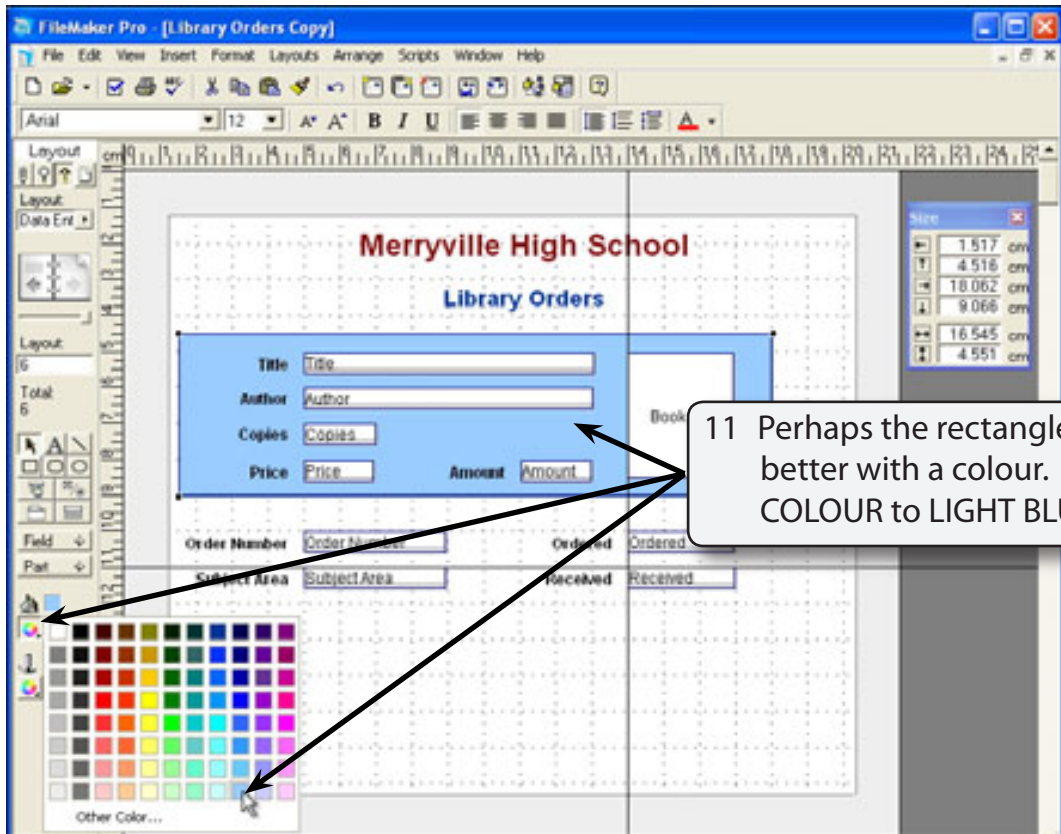 FileMaker Pro - [Library Orders Copy]
File Edit View Insert Format Layouts Arrange Scripts Window Help
Arial 12 B I U A
Layout
cm
Layout:
Data Ent
Size
1.517 cm
4.516 cm
18.062 cm
9.066 cm
16.545 cm
4.551 cm
Merryville High School
Library Orders
Layout:
6
Total:
6
Title Title
Author Author
Copies Copies
Book
Price Price Amount Amount
11 Perhaps the rectangle
better with a colour.
COLOUR to LIGHT BLU
Field
Part
Order Number Order Number Ordered Ordered
Subject Area Subject Area Received Received
Other Color...